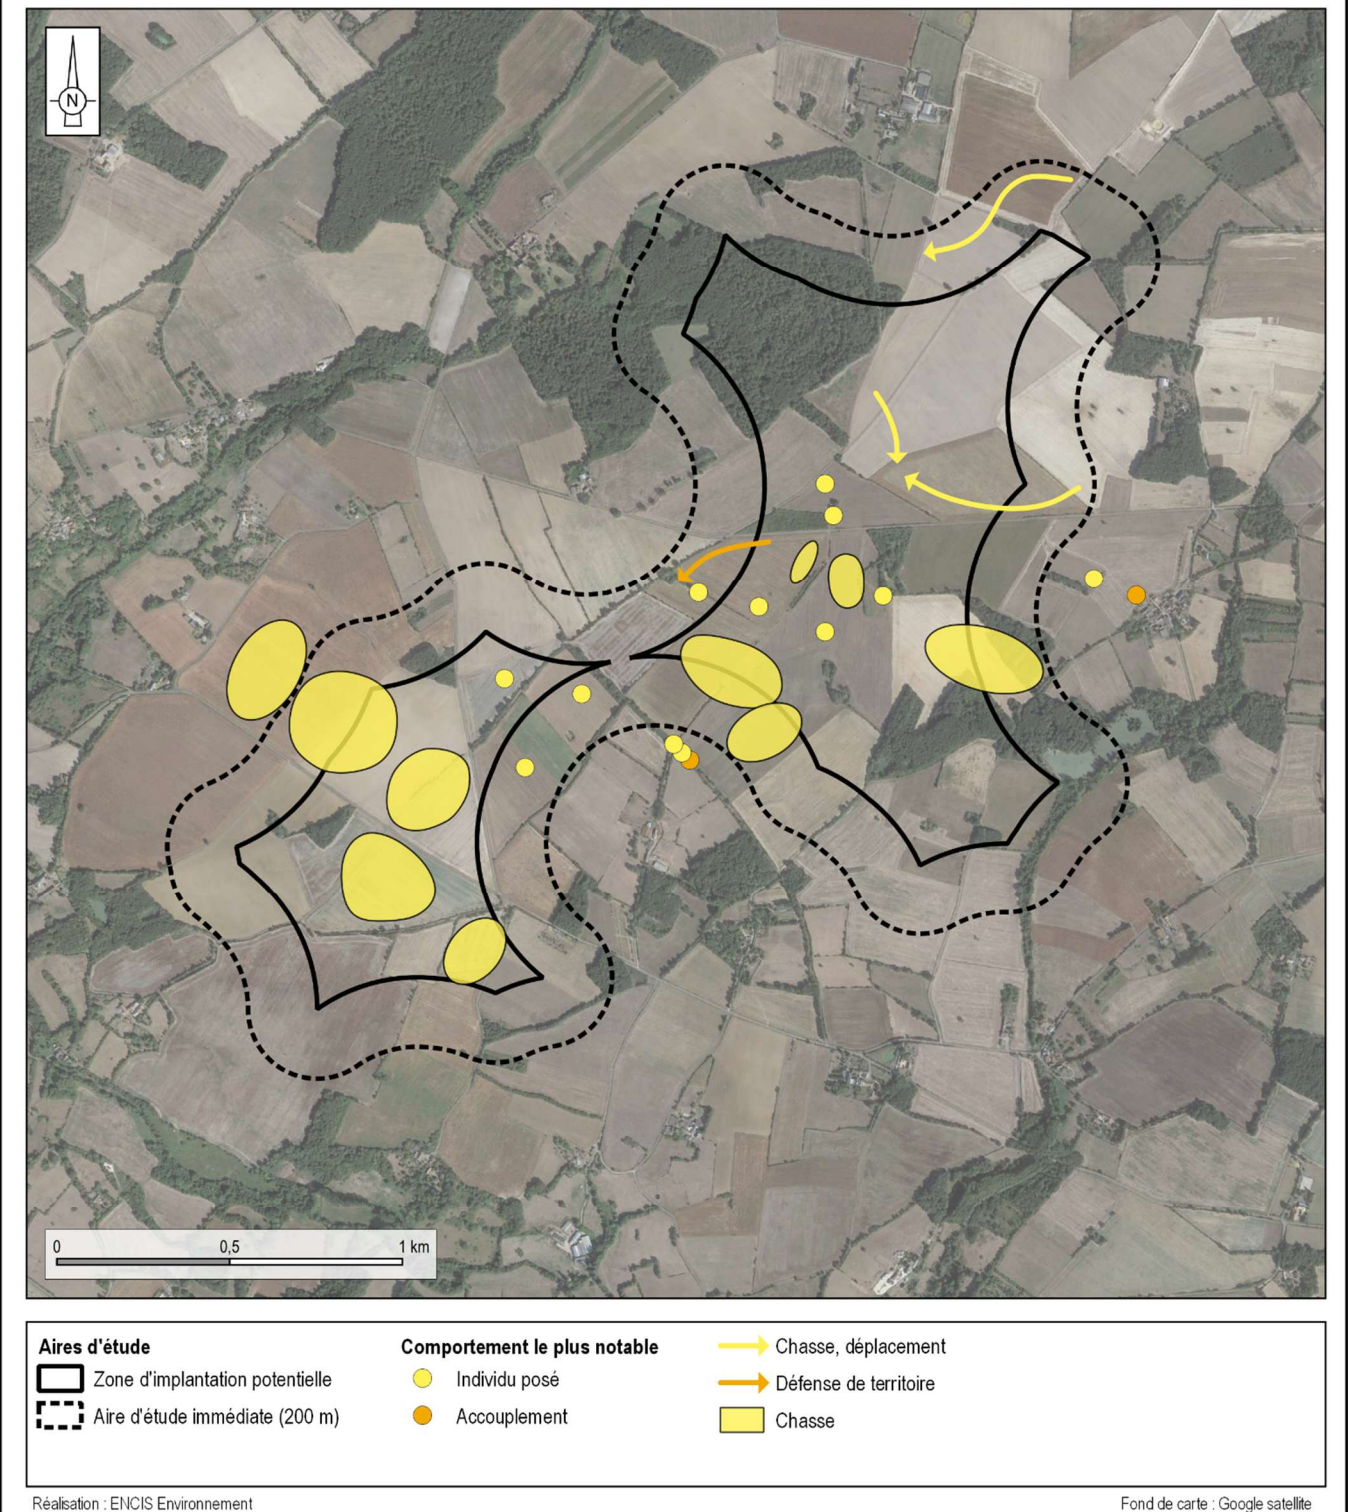 N
0 0,5 1 km
Aires d'étude
Zone d'implantation potentielle
Aire d'étude immédiate (200 m)
Comportement le plus notable
Individu posé
Accouplement
Chasse, déplacement
Défense de territoire
Chasse
Réalisation : ENCIS Environnement
Fond de carte : Google satellite